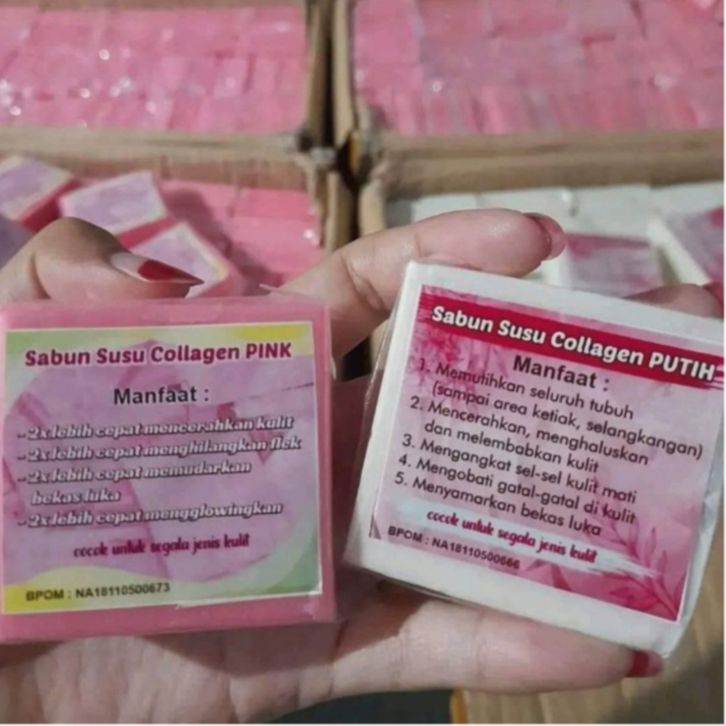 Sabun Susu Collagen PINK
Manfaat :
- 2x lebih cepat mencerahkan kulit
- 2x lebih cepat menghilangkan flek
- 2x lebih cepat memudarkan
bekas luka
- 2x lebih cepat mengglowingkan
cocok untuk segala jenis kulit
BPOM : NA18110500673
Sabun Susu Collagen PUTIH
Manfaat :
1. Memutihkan seluruh tubuh
(sampai area ketiak, selangkangan)
2. Mencerahkan, menghaluskan
dan melembabkan kulit
3. Mengangkat sel-sel kulit mati
4. Mengobati gatal-gatal di kulit
5. Menyamarkan bekas luka
cocok untuk segala jenis kulit
BPOM : NA18110500666